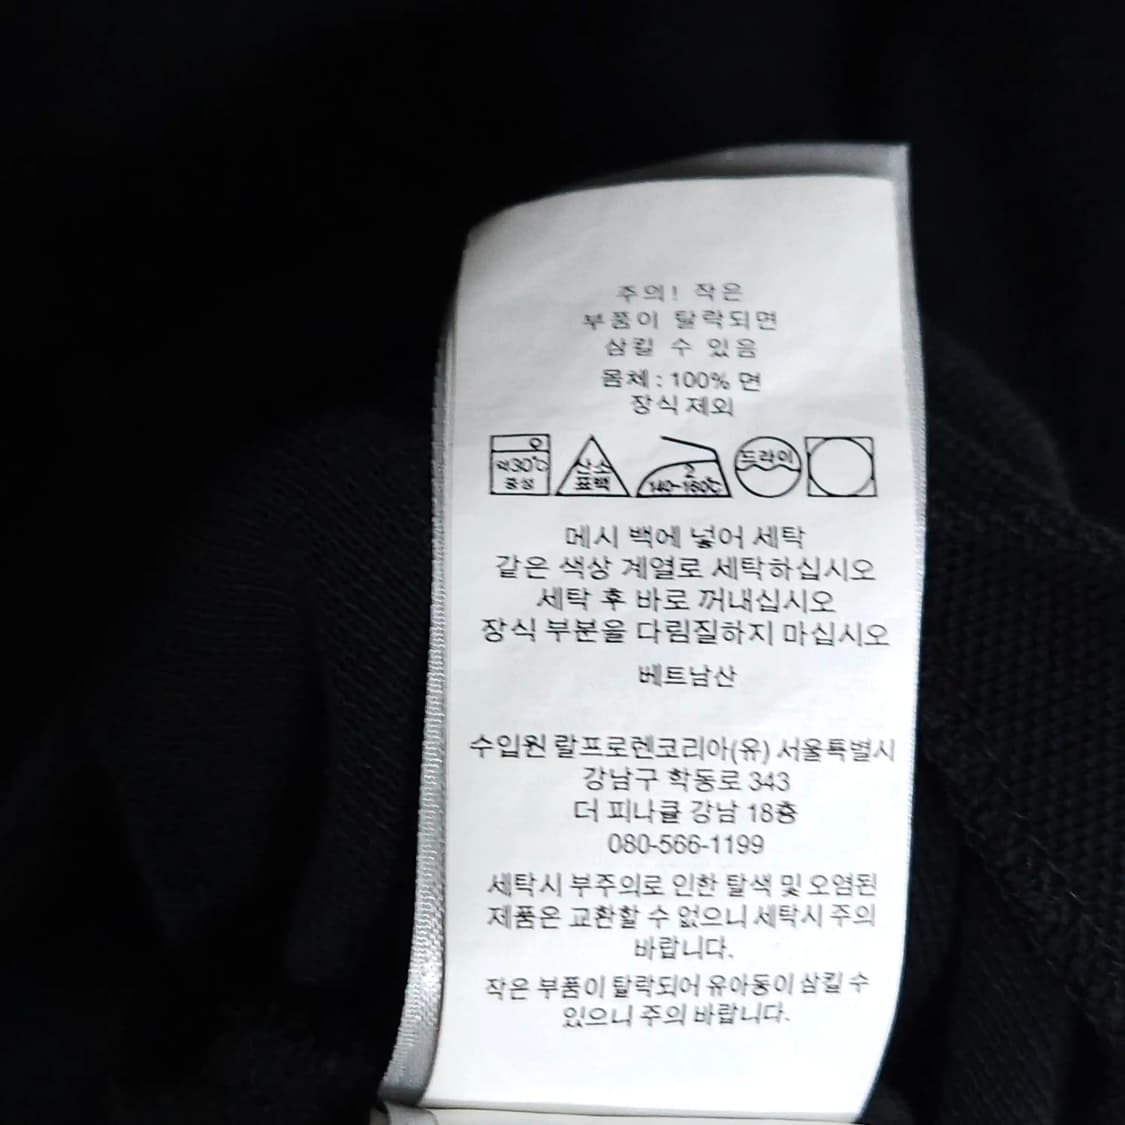 주의! 작은
부품이 탈락되면
삼킬 수 있음
몸체 : 100% 면
장식 제외
약30℃
중성
산소
표백
2
140-160℃
드라이
메시 백에 넣어 세탁
같은 색상 계열로 세탁하십시오
세탁 후 바로 꺼내십시오
장식 부분을 다림질하지 마십시오
베트남산
수입원 랄프로렌코리아(유) 서울특별시
강남구 학동로 343
더 피나클 강남 18층
080-566-1199
세탁시 부주의로 인한 탈색 및 오염된
제품은 교환할 수 없으니 세탁시 주의
바랍니다.
작은 부품이 탈락되어 유아동이 삼킬 수
있으니 주의 바랍니다.